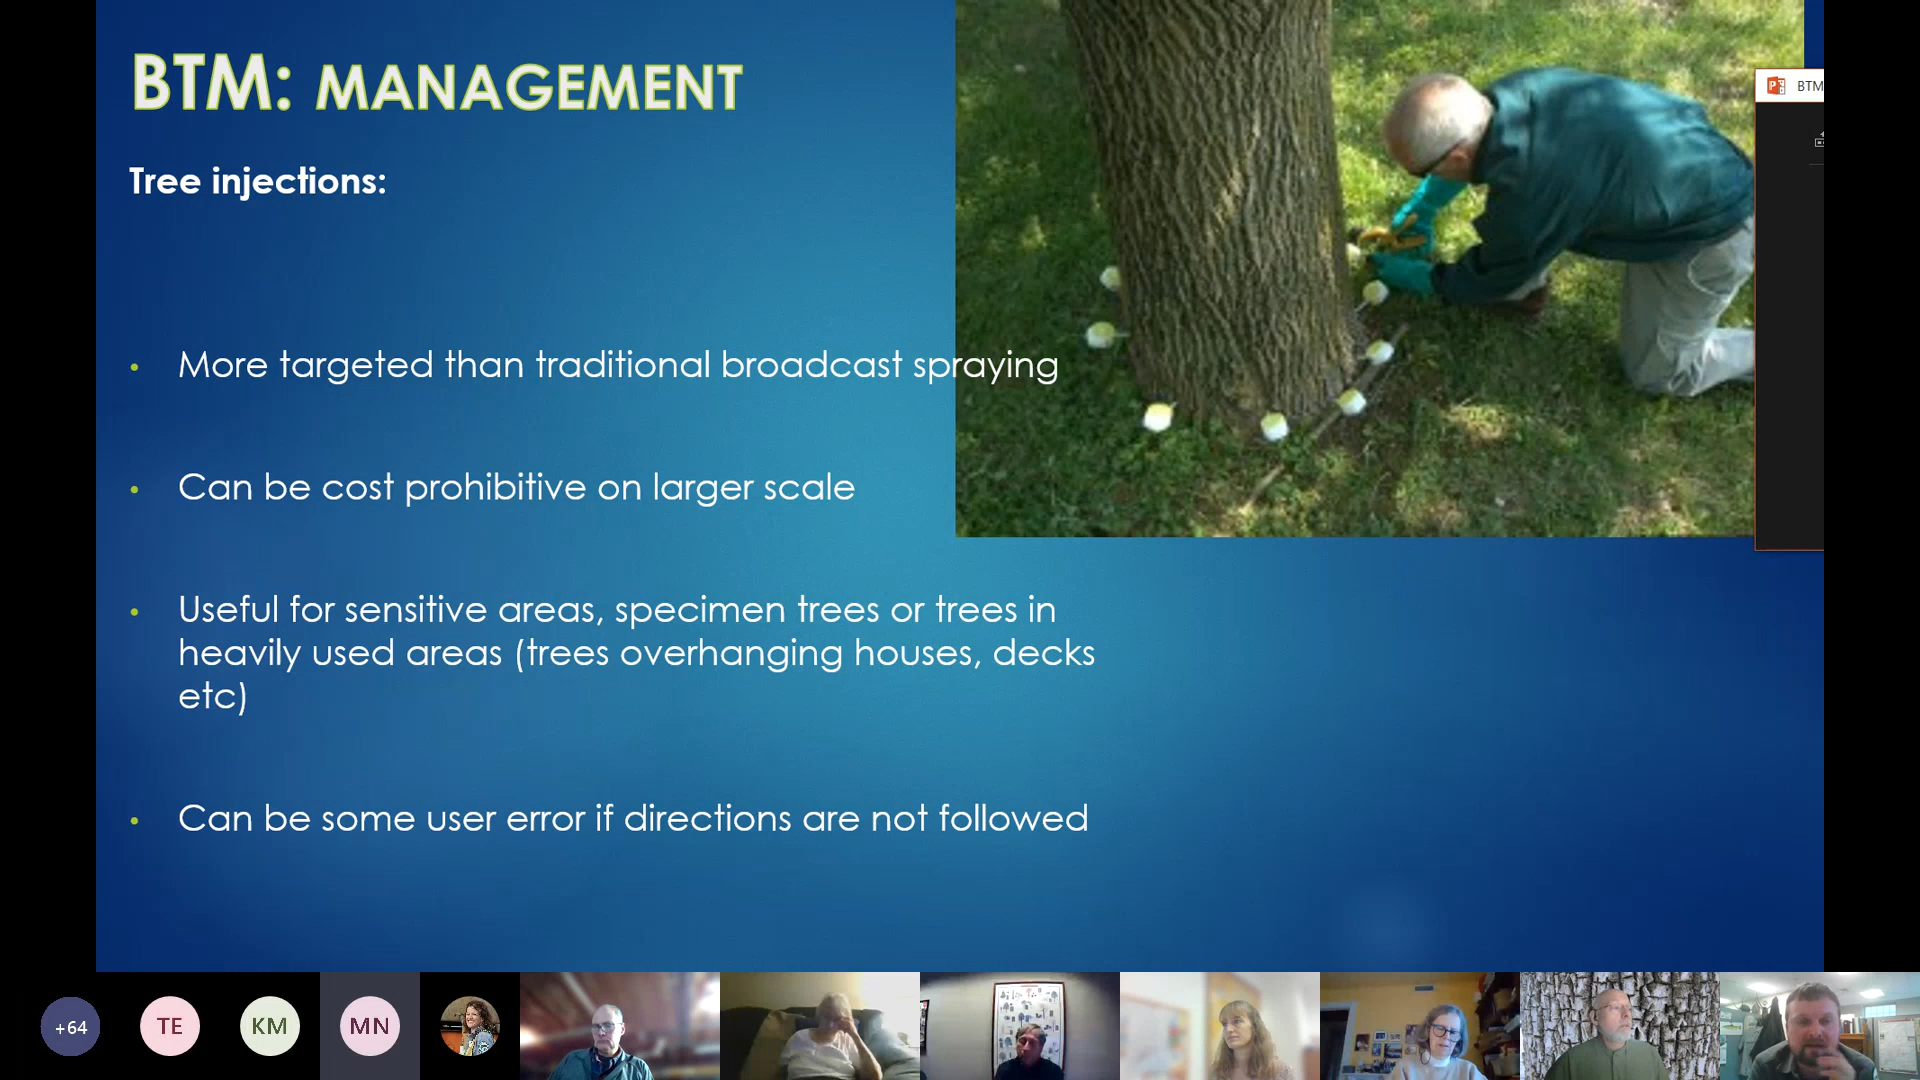 BTM: MANAGEMENT
BTM
Tree injections:
• More targeted than traditional broadcast spraying
• Can be cost prohibitive on larger scale
• Useful for sensitive areas, specimen trees or trees in
heavily used areas (trees overhanging houses, decks
etc)
• Can be some user error if directions are not followed
+64
TE
KM
MN